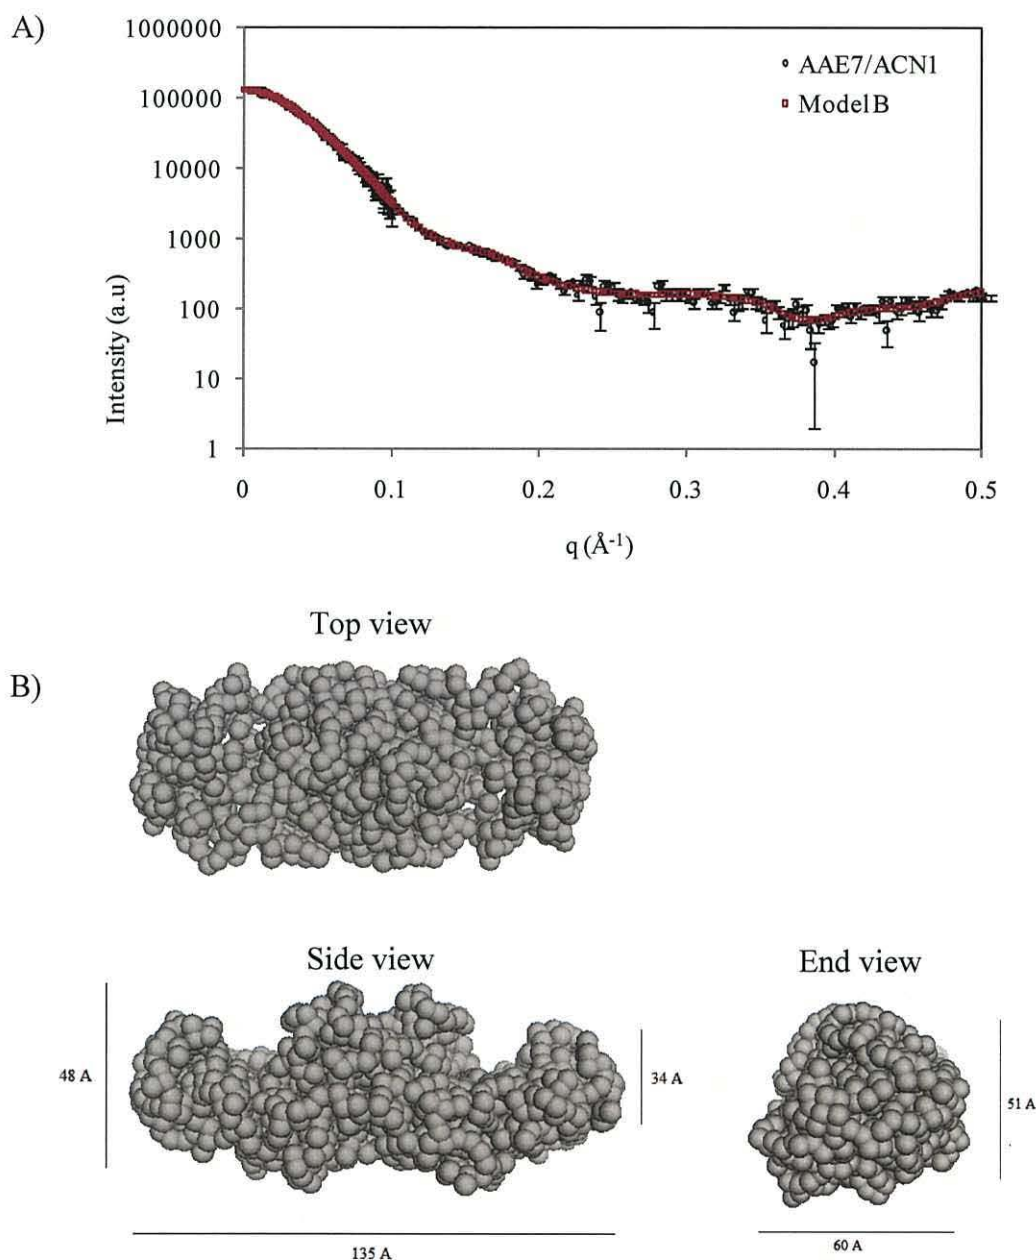 A)
1000000
100000
10000
1000
100
10
1
Intensity (a.u)
AAE7/ACN1
Model B
0 0.1 0.2 0.3 0.4 0.5
q (Å-1)
Top view
B)
Side view
End view
48 A
34 A
51 A
135 A
60 A